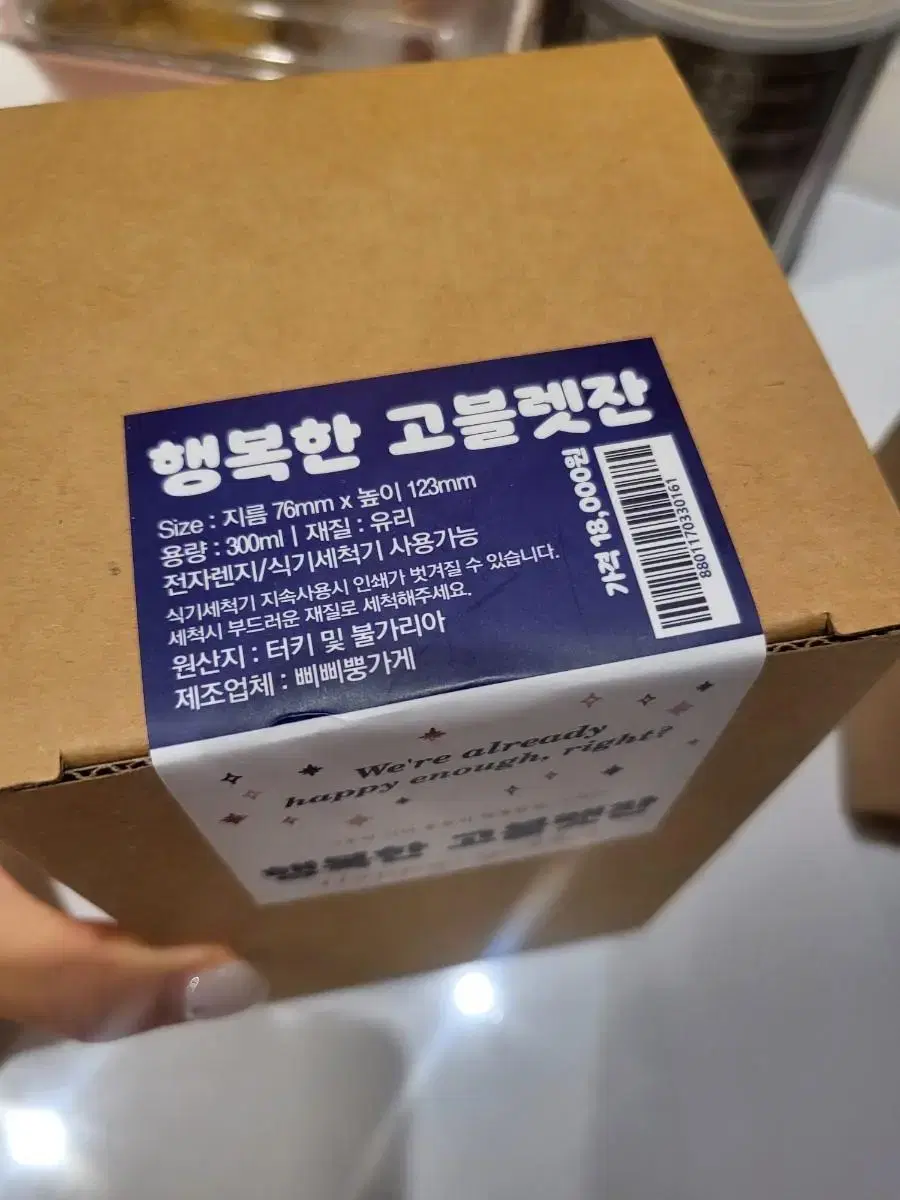 행복한 고블렛잔
Size : 지름 76mm x 높이 123mm
용량 : 300ml | 재질 : 유리
전자렌지/식기세척기 사용가능
식기세척기 지속사용시 인쇄가 벗겨질 수 있습니다.
세척시 부드러운 재질로 세척해주세요.
원산지 : 터키 및 불가리아
제조업체 : 삐삐뿡가게
가격 18,000원
8801170330161
We're already
happy enough, right?
행복한 고블렛잔